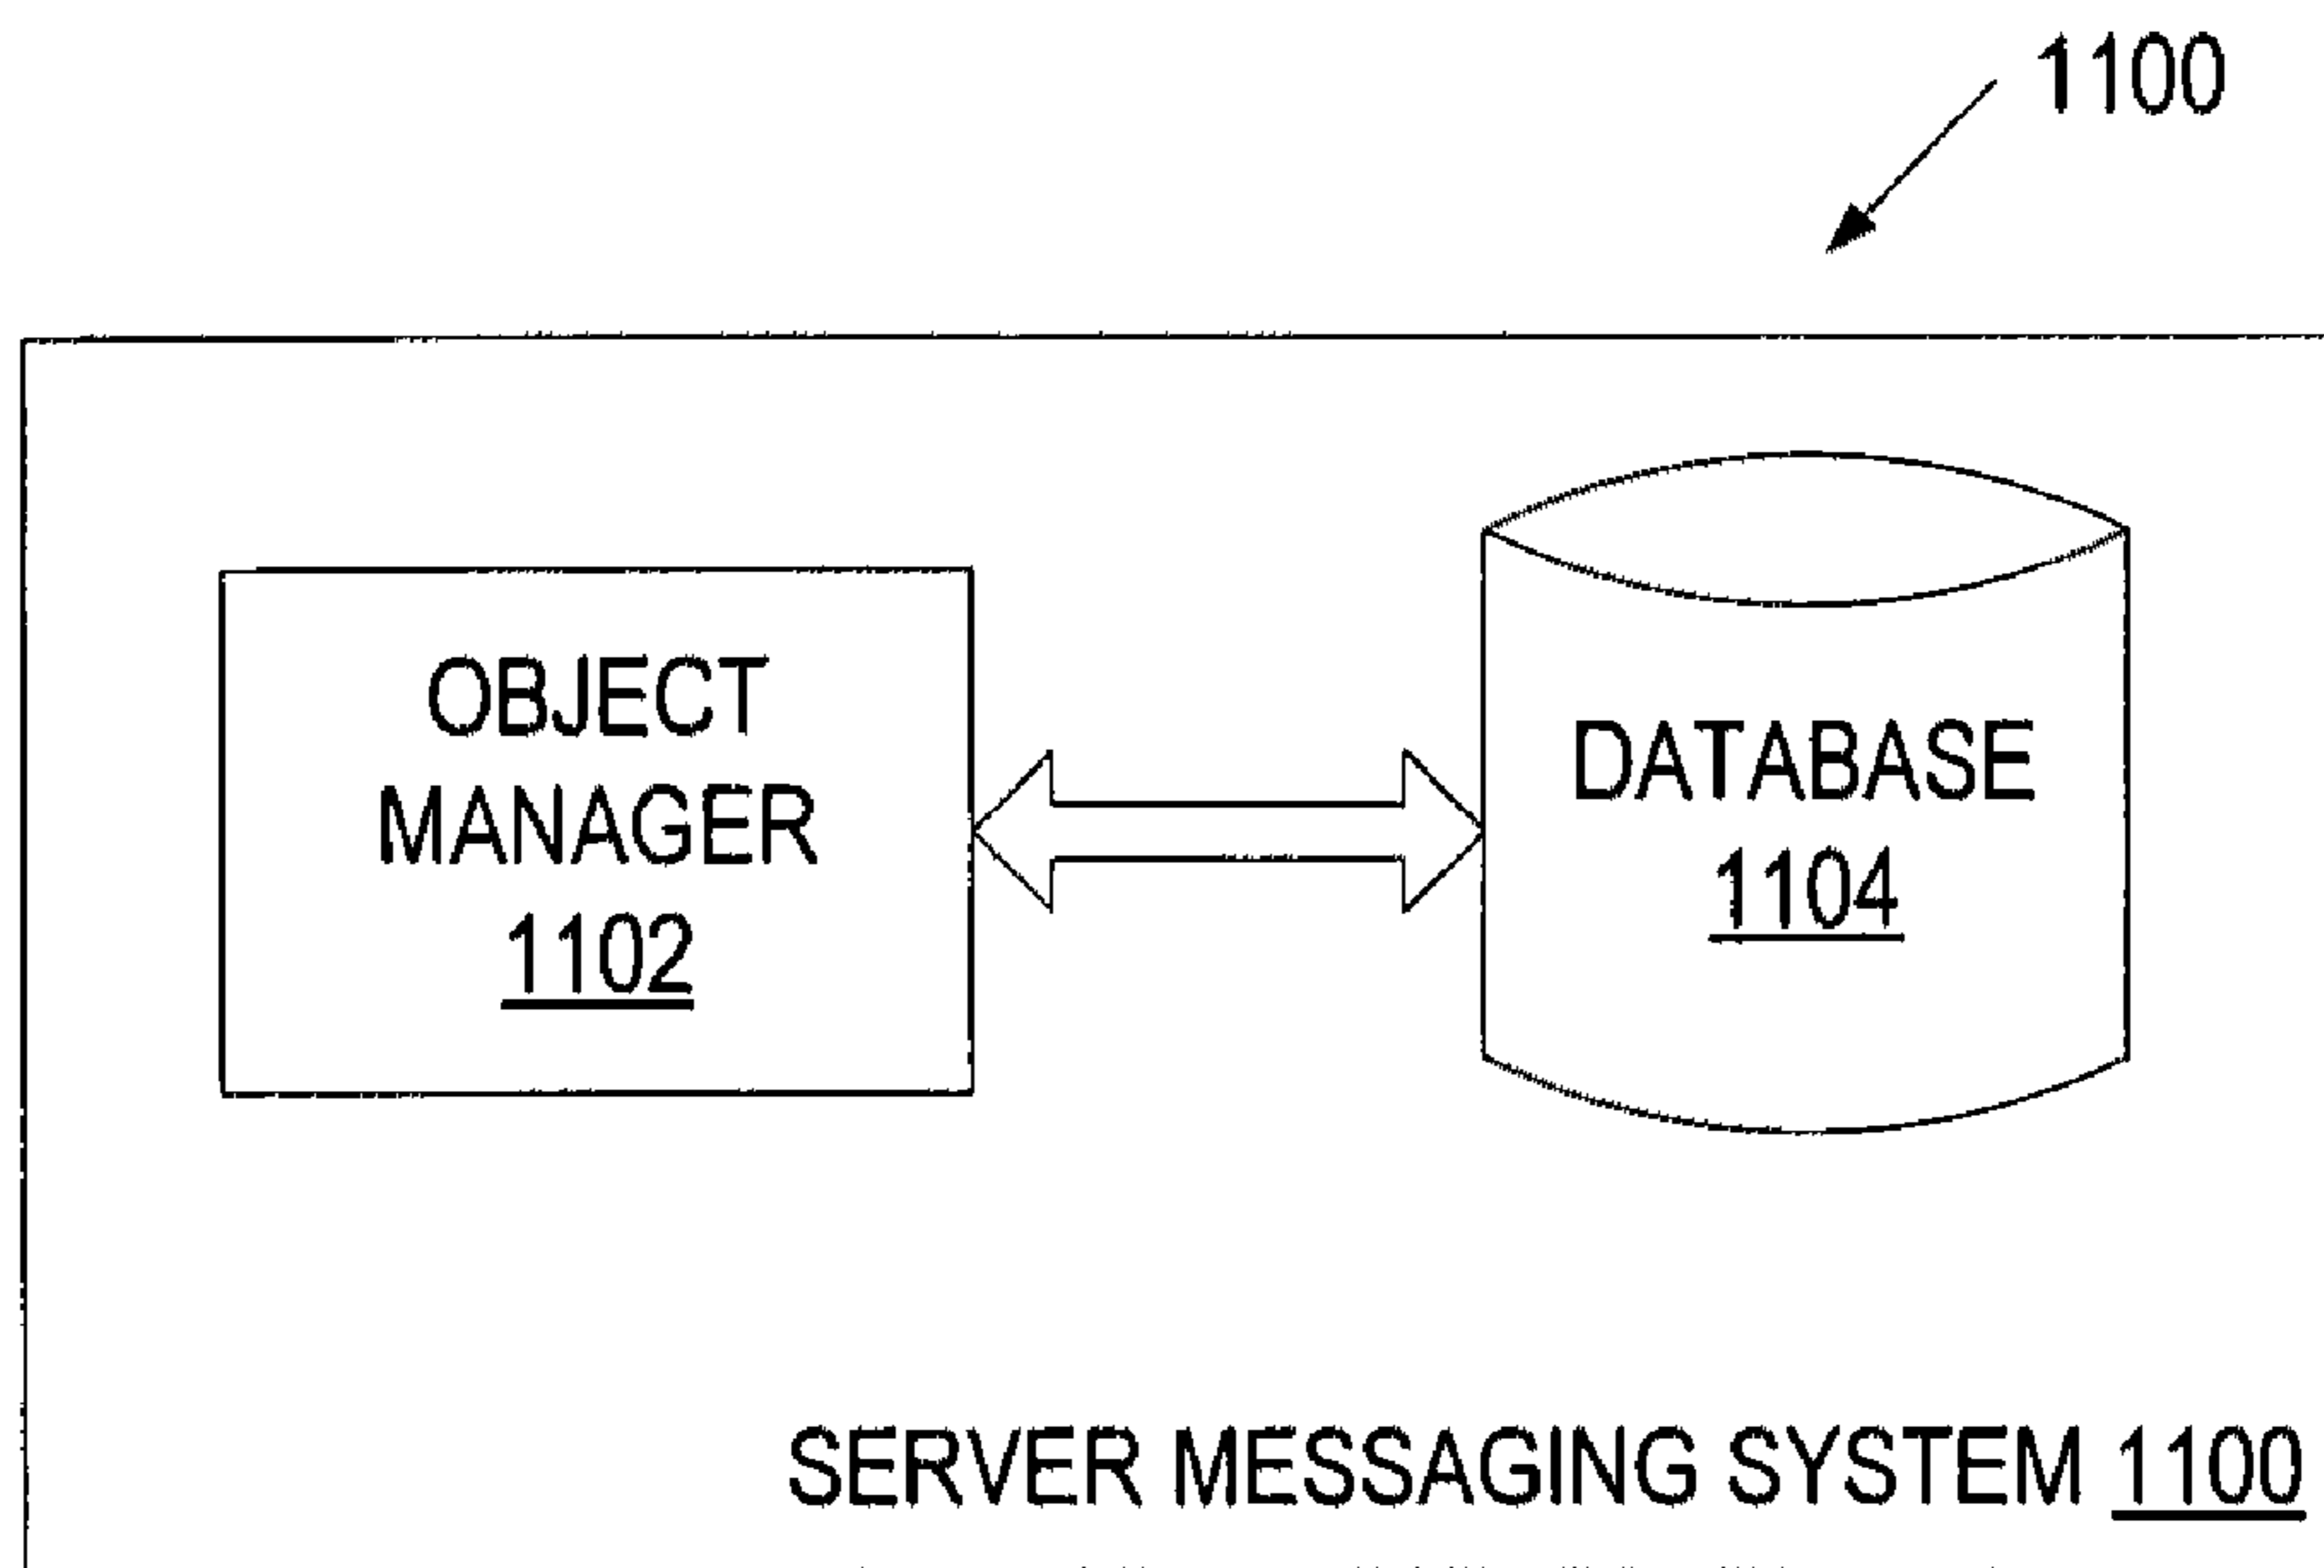 1100
OBJECT
MANAGER
1102
DATABASE
1104
SERVER MESSAGING SYSTEM 1100